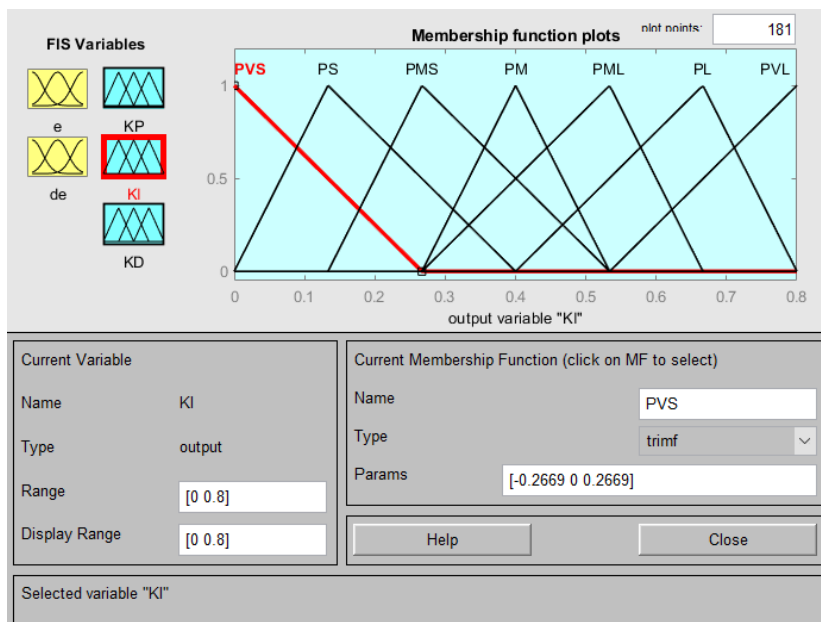 FIS Variables
Membership function plots
plot points:
181
e
KP
de
KI
KD
PVS
PS
PMS
PM
PML
PL
PVL
1
0.5
0
0
0.1
0.2
0.3
0.4
0.5
0.6
0.7
0.8
output variable "KI"
Current Variable
Name
KI
Type
output
Range
[0 0.8]
Display Range
[0 0.8]
Current Membership Function (click on MF to select)
Name
PVS
Type
trimf
Params
[-0.2669 0 0.2669]
Help
Close
Selected variable "KI"